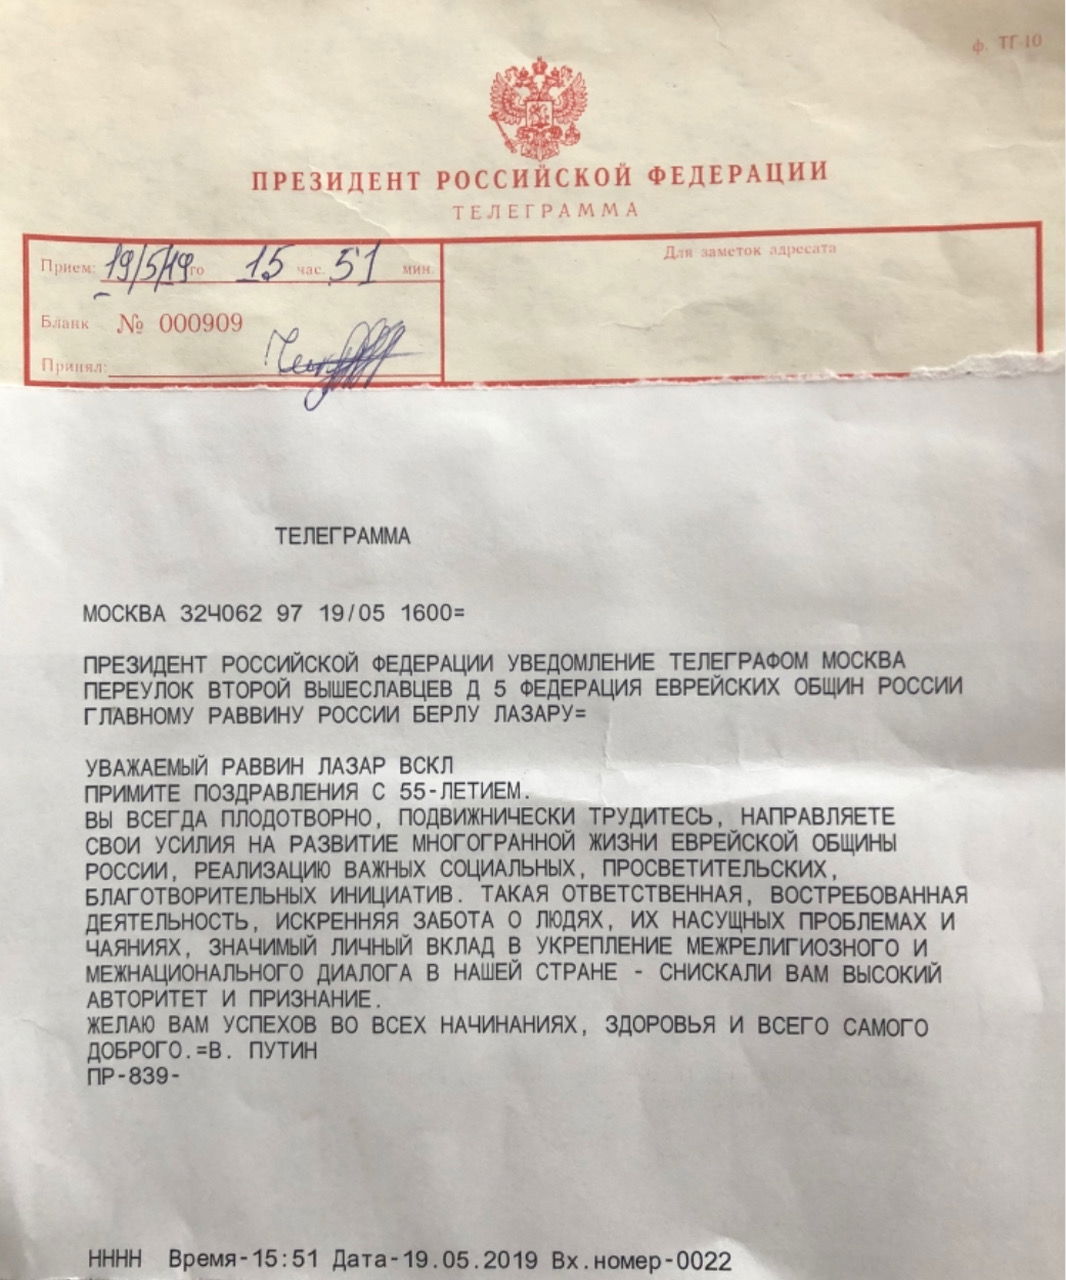 ф. ТГ-10
ПРЕЗИДЕНТ РОССИЙСКОЙ ФЕДЕРАЦИИ
ТЕЛЕГРАММА
Прием: 19/5/19го 15 час. 51 мин.
Для заметок адресата
Бланк № 000909
Принял:
ТЕЛЕГРАММА
МОСКВА 32Ч062 97 19/05 1600=
ПРЕЗИДЕНТ РОССИЙСКОЙ ФЕДЕРАЦИИ УВЕДОМЛЕНИЕ ТЕЛЕГРАФОМ МОСКВА
ПЕРЕУЛОК ВТОРОЙ ВЫШЕСЛАВЦЕВ Д 5 ФЕДЕРАЦИЯ ЕВРЕЙСКИХ ОБЩИН РОССИИ
ГЛАВНОМУ РАВВИНУ РОССИИ БЕРЛУ ЛАЗАРУ=
УВАЖАЕМЫЙ РАВВИН ЛАЗАР ВСКЛ
ПРИМИТЕ ПОЗДРАВЛЕНИЯ С 55-ЛЕТИЕМ.
ВЫ ВСЕГДА ПЛОДОТВОРНО, ПОДВИЖНИЧЕСКИ ТРУДИТЕСЬ, НАПРАВЛЯЕТЕ
СВОИ УСИЛИЯ НА РАЗВИТИЕ МНОГОГРАННОЙ ЖИЗНИ ЕВРЕЙСКОЙ ОБЩИНЫ
РОССИИ, РЕАЛИЗАЦИЮ ВАЖНЫХ СОЦИАЛЬНЫХ, ПРОСВЕТИТЕЛЬСКИХ,
БЛАГОТВОРИТЕЛЬНЫХ ИНИЦИАТИВ. ТАКАЯ ОТВЕТСТВЕННАЯ, ВОСТРЕБОВАННАЯ
ДЕЯТЕЛЬНОСТЬ, ИСКРЕННЯЯ ЗАБОТА О ЛЮДЯХ, ИХ НАСУЩНЫХ ПРОБЛЕМАХ И
ЧАЯНИЯХ, ЗНАЧИМЫЙ ЛИЧНЫЙ ВКЛАД В УКРЕПЛЕНИЕ МЕЖРЕЛИГИОЗНОГО И
МЕЖНАЦИОНАЛЬНОГО ДИАЛОГА В НАШЕЙ СТРАНЕ - СНИСКАЛИ ВАМ ВЫСОКИЙ
АВТОРИТЕТ И ПРИЗНАНИЕ.
ЖЕЛАЮ ВАМ УСПЕХОВ ВО ВСЕХ НАЧИНАНИЯХ, ЗДОРОВЬЯ И ВСЕГО САМОГО
ДОБРОГО.=В. ПУТИН
ПР-839-
НННН Время-15:51 Дата-19.05.2019 Вх.номер-0022